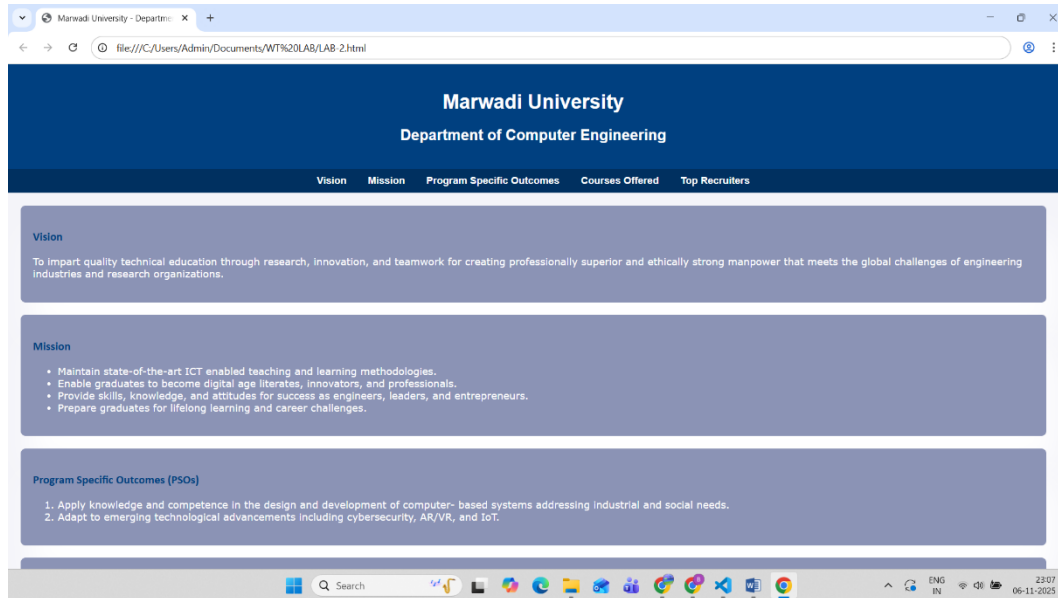 Marwadi University - Departme
file:///C:/Users/Admin/Documents/WT%20LAB/LAB-2.html
Marwadi University
Department of Computer Engineering
Vision Mission Program Specific Outcomes Courses Offered Top Recruiters
Vision
To impart quality technical education through research, innovation, and teamwork for creating professionally superior and ethically strong manpower that meets the global challenges of engineering
industries and research organizations.
Mission
• Maintain state-of-the-art ICT enabled teaching and learning methodologies.
• Enable graduates to become digital age literates, innovators, and professionals.
• Provide skills, knowledge, and attitudes for success as engineers, leaders, and entrepreneurs.
• Prepare graduates for lifelong learning and career challenges.
Program Specific Outcomes (PSOs)
1. Apply knowledge and competence in the design and development of computer- based systems addressing industrial and social needs.
2. Adapt to emerging technological advancements including cybersecurity, AR/VR, and IoT.
Search
ENG
IN
23:07
06-11-2025